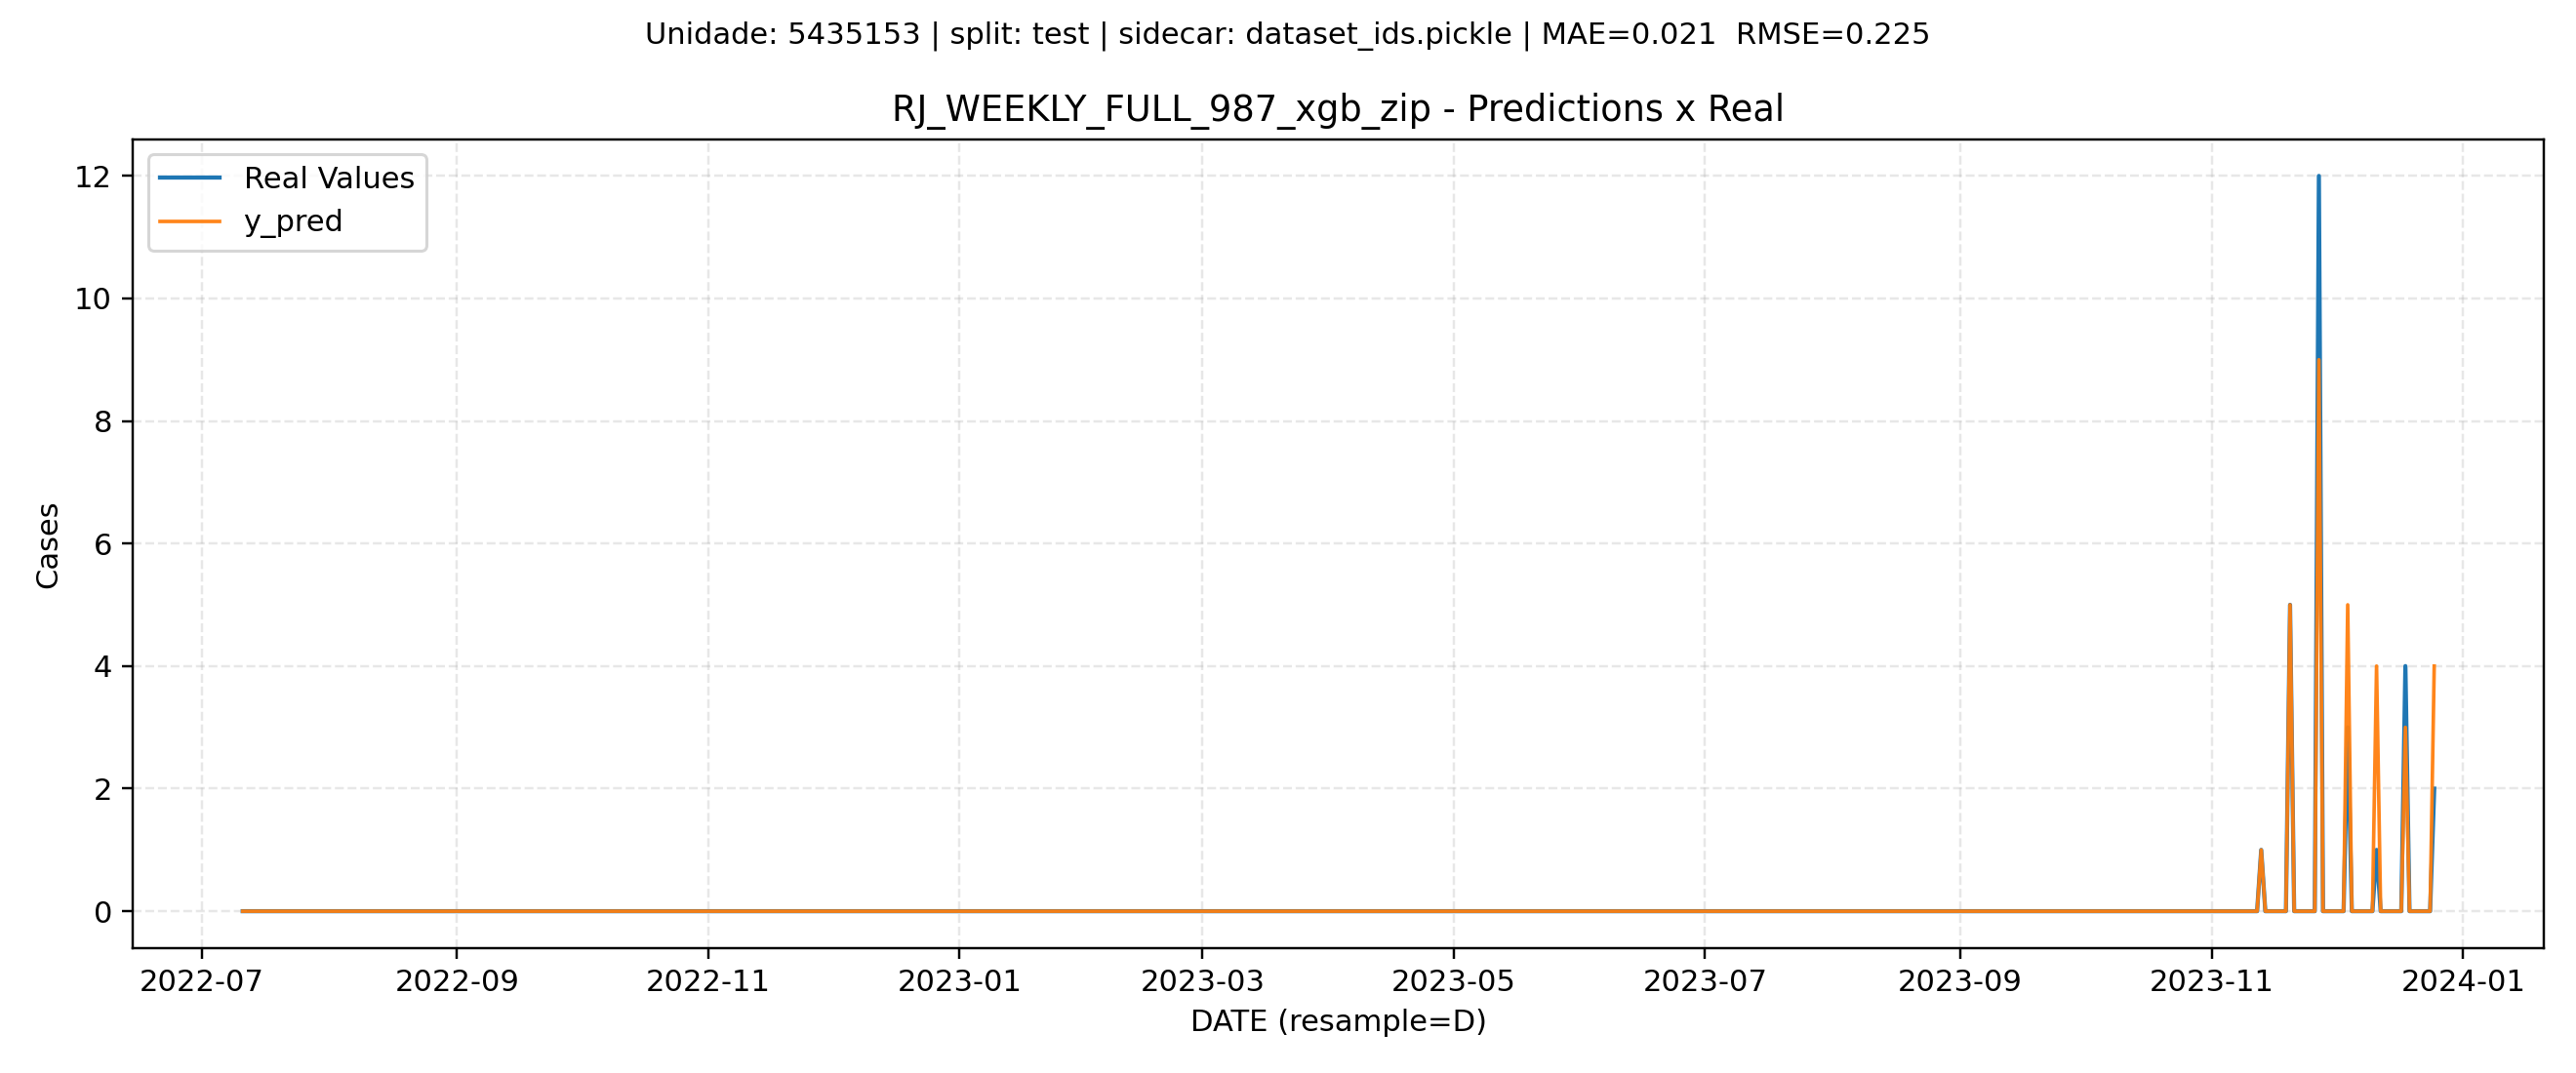 Unidade: 5435153 | split: test | sidecar: dataset_ids.pickle | MAE=0.021  RMSE=0.225
RJ_WEEKLY_FULL_987_xgb_zip - Predictions x Real
Real Values
y_pred
12
10
8
6
4
2
0
Cases
2022-07 2022-09 2022-11 2023-01 2023-03 2023-05 2023-07 2023-09 2023-11 2024-01
DATE (resample=D)